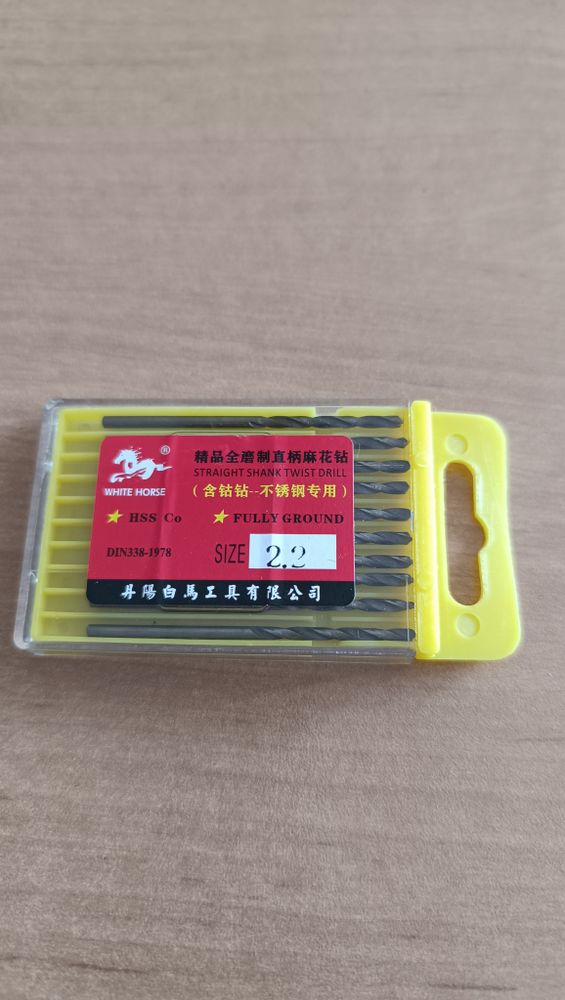 ®
WHITE HORSE
精品全磨制直柄麻花钻
STRAIGHT SHANK TWIST DRILL
（含钴钻--不锈钢专用）
★ HSS Co ★ FULLY GROUND
DIN338-1978 SIZE 2.2
丹陽白馬工具有限公司